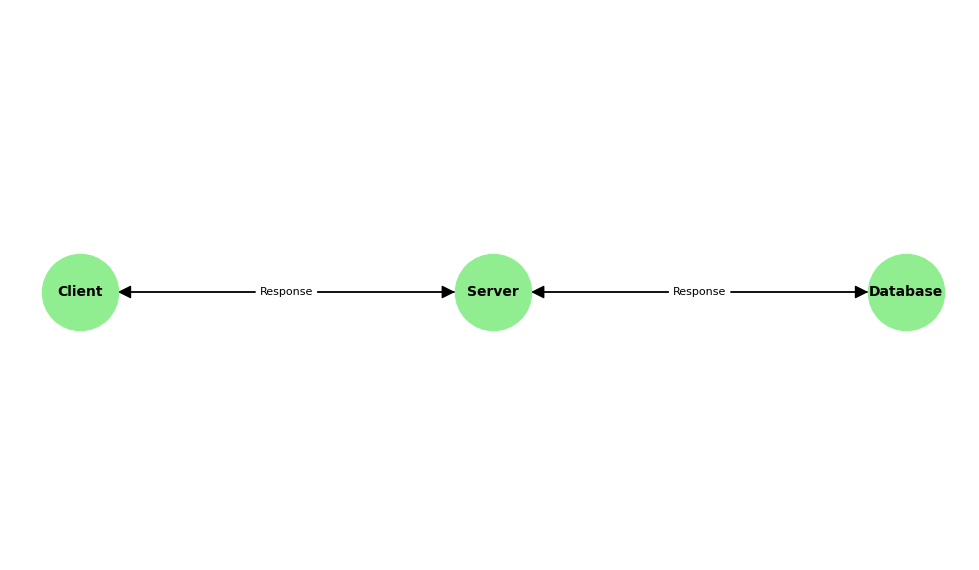 Client
Response
Server
Response
Database